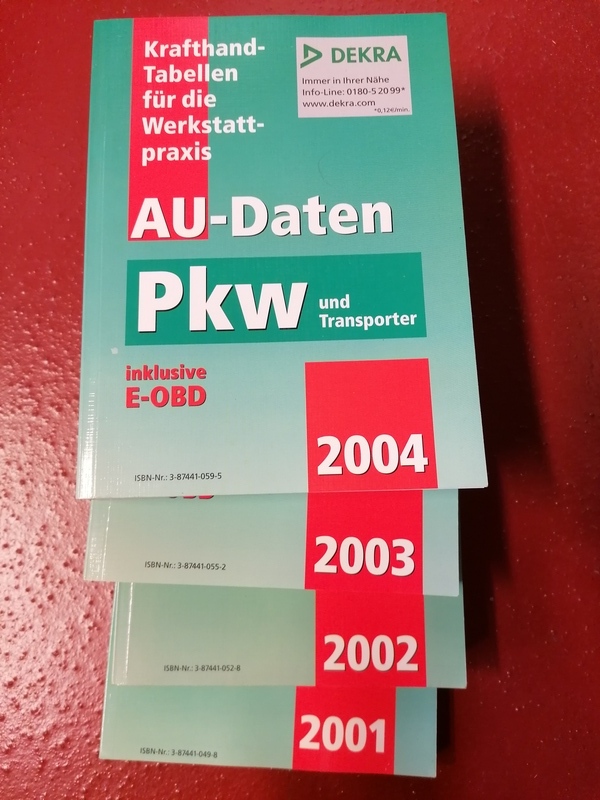 Krafthand-
Tabellen
für die
Werkstatt-
praxis
DEKRA
Immer in Ihrer Nähe
Info-Line: 0180-5 20 99*
www.dekra.com
*0,12€/min.
AU-Daten
Pkw und
Transporter
inklusive
E-OBD
2004
ISBN-Nr.: 3-87441-059-5
2003
ISBN-Nr.: 3-87441-055-2
2002
ISBN-Nr.: 3-87441-052-8
2001
ISBN-Nr.: 3-87441-049-8